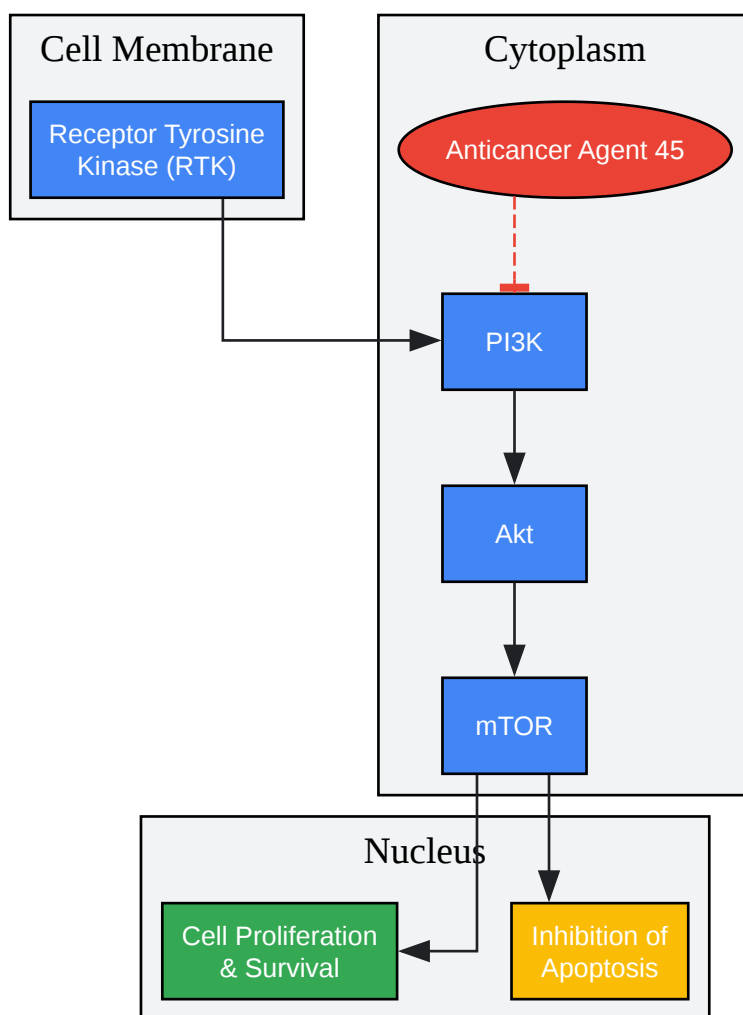 Cell Membrane
Receptor Tyrosine
Kinase (RTK)
Cytoplasm
Anticancer Agent 45
PI3K
Akt
mTOR
Nucleus
Cell Proliferation
& Survival
Inhibition of
Apoptosis